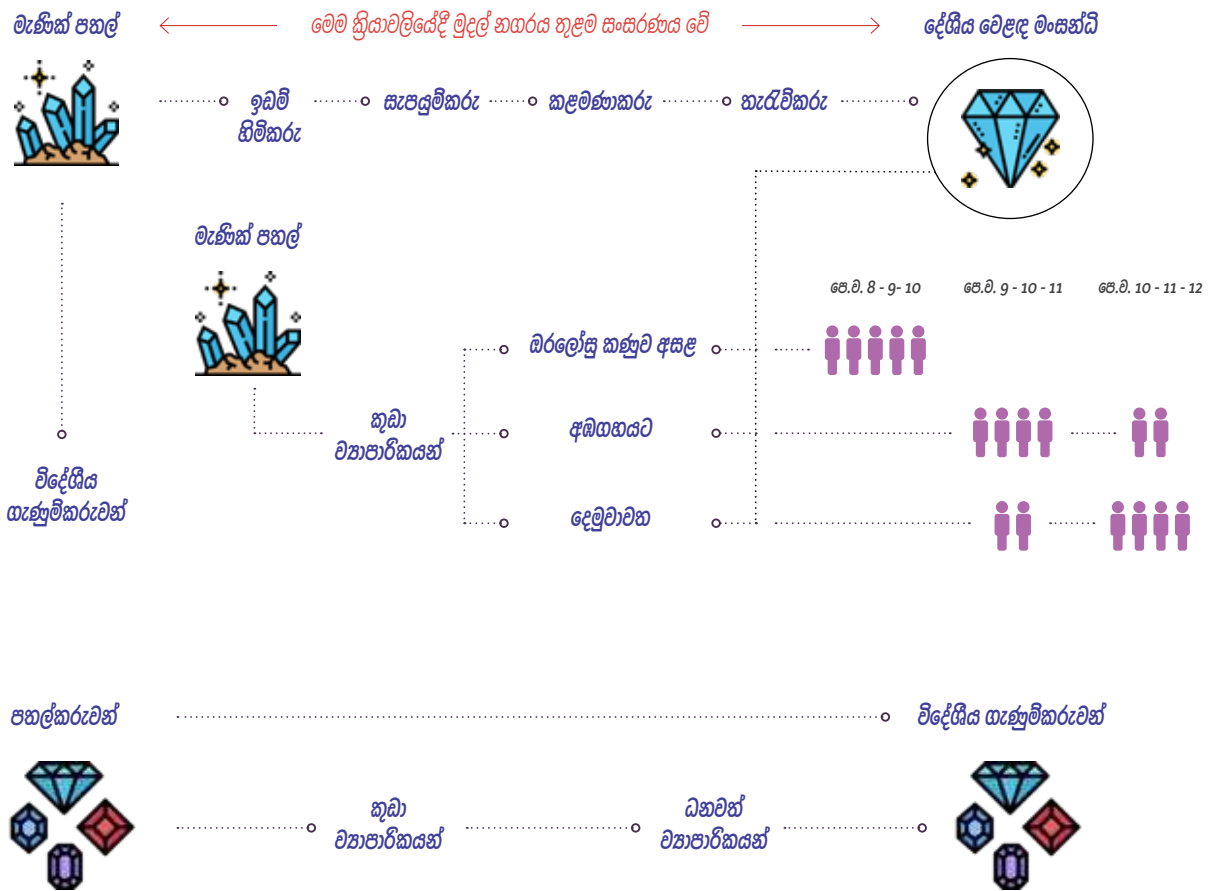 මැණික් පතල්
මෙම ක්‍රියාවලියේදී මුදල් නගරය තුළම සංසරණය වේ
දේශීය වෙළඳ මංසන්ධි
ඉඩම්
හිමිකරු
සැපයුම්කරු
කළමණාකරු
තැරැව්කරු
මැණික් පතල්
පෙ.ව. 8 - 9- 10
පෙ.ව. 9 - 10 - 11
පෙ.ව. 10 - 11 - 12
ඔරලෝසු කණුව අසළ
කුඩා
ව්‍යාපාරිකයන්
අඹගහයට
විදේශීය
ගැණුම්කරුවන්
දෙමුවාවත
පතල්කරුවන්
විදේශීය ගැණුම්කරුවන්
කුඩා
ව්‍යාපාරිකයන්
ධනවත්
ව්‍යාපාරිකයන්